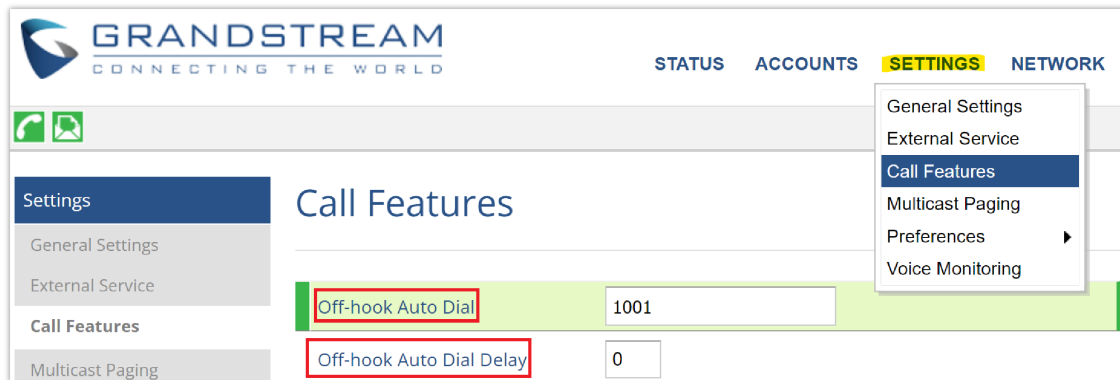 GRANDSTREAM
CONNECTING THE WORLD
STATUS ACCOUNTS SETTINGS NETWORK
General Settings
External Service
Call Features
Multicast Paging
Preferences
Voice Monitoring
Settings
General Settings
External Service
Call Features
Multicast Paging
Call Features
Off-hook Auto Dial 1001
Off-hook Auto Dial Delay 0